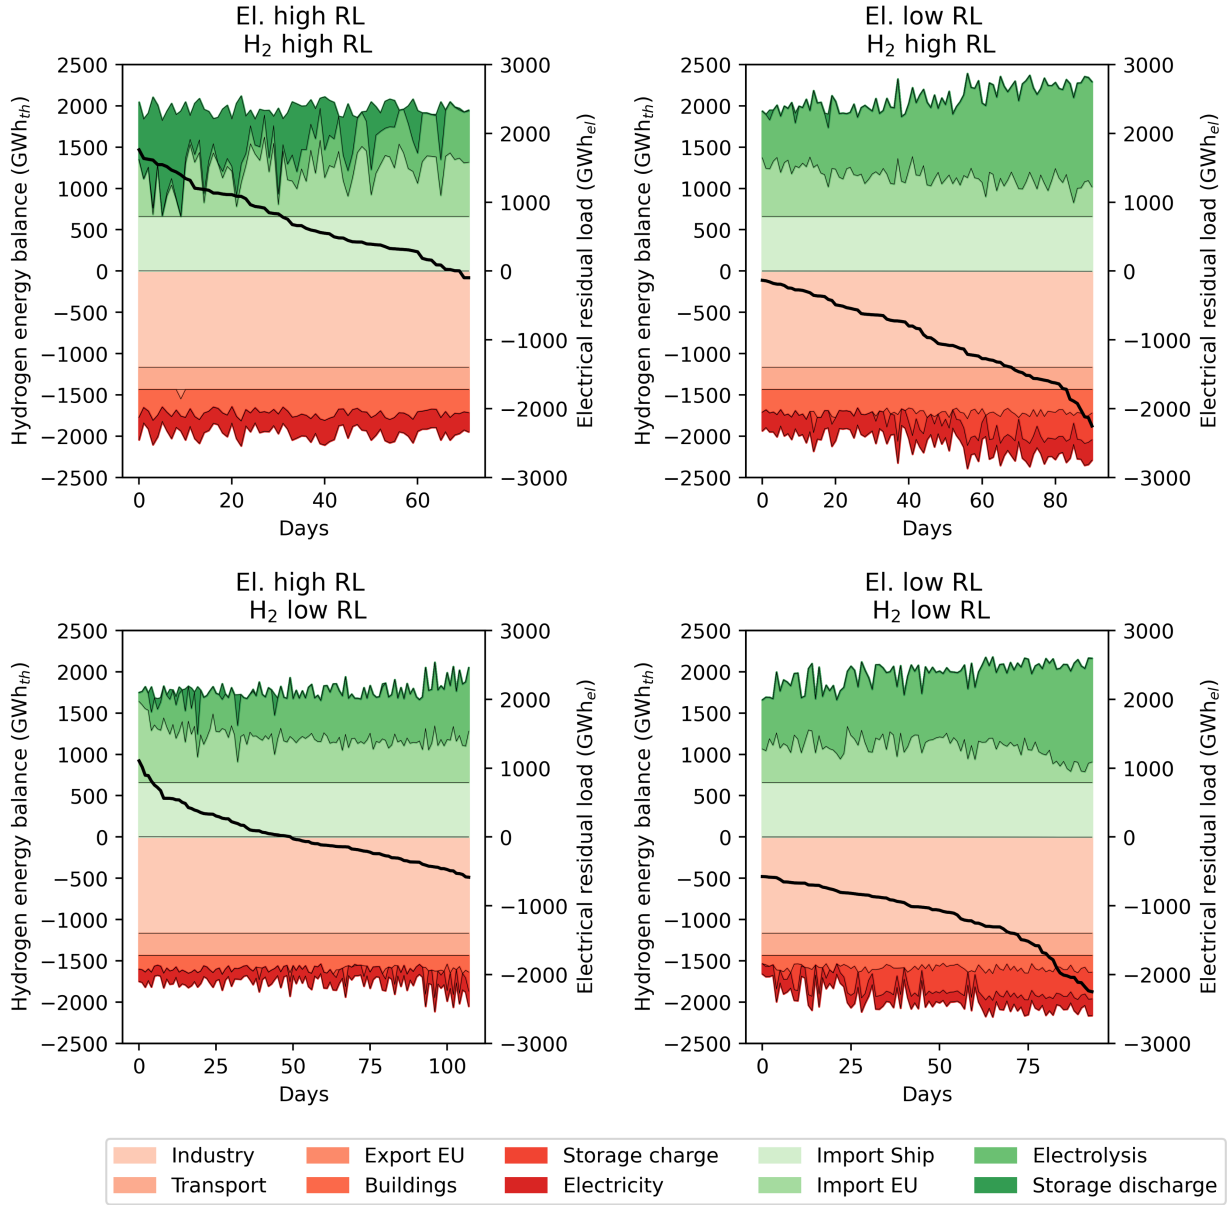 El. high RL
H₂ high RL
El. low RL
H₂ high RL
Hydrogen energy balance (GWh_th)
2500
2000
1500
1000
500
0
−500
−1000
−1500
−2000
−2500
3000
2000
1000
0
−1000
−2000
−3000
Electrical residual load (GWh_el)
0 20 40 60
Days
Hydrogen energy balance (GWh_th)
2500
2000
1500
1000
500
0
−500
−1000
−1500
−2000
−2500
3000
2000
1000
0
−1000
−2000
−3000
Electrical residual load (GWh_el)
0 20 40 60 80
Days
El. high RL
H₂ low RL
El. low RL
H₂ low RL
Hydrogen energy balance (GWh_th)
2500
2000
1500
1000
500
0
−500
−1000
−1500
−2000
−2500
3000
2000
1000
0
−1000
−2000
−3000
Electrical residual load (GWh_el)
0 25 50 75 100
Days
Hydrogen energy balance (GWh_th)
2500
2000
1500
1000
500
0
−500
−1000
−1500
−2000
−2500
3000
2000
1000
0
−1000
−2000
−3000
Electrical residual load (GWh_el)
0 25 50 75
Days
Industry Export EU Storage charge Import Ship Electrolysis
Transport Buildings Electricity Import EU Storage discharge